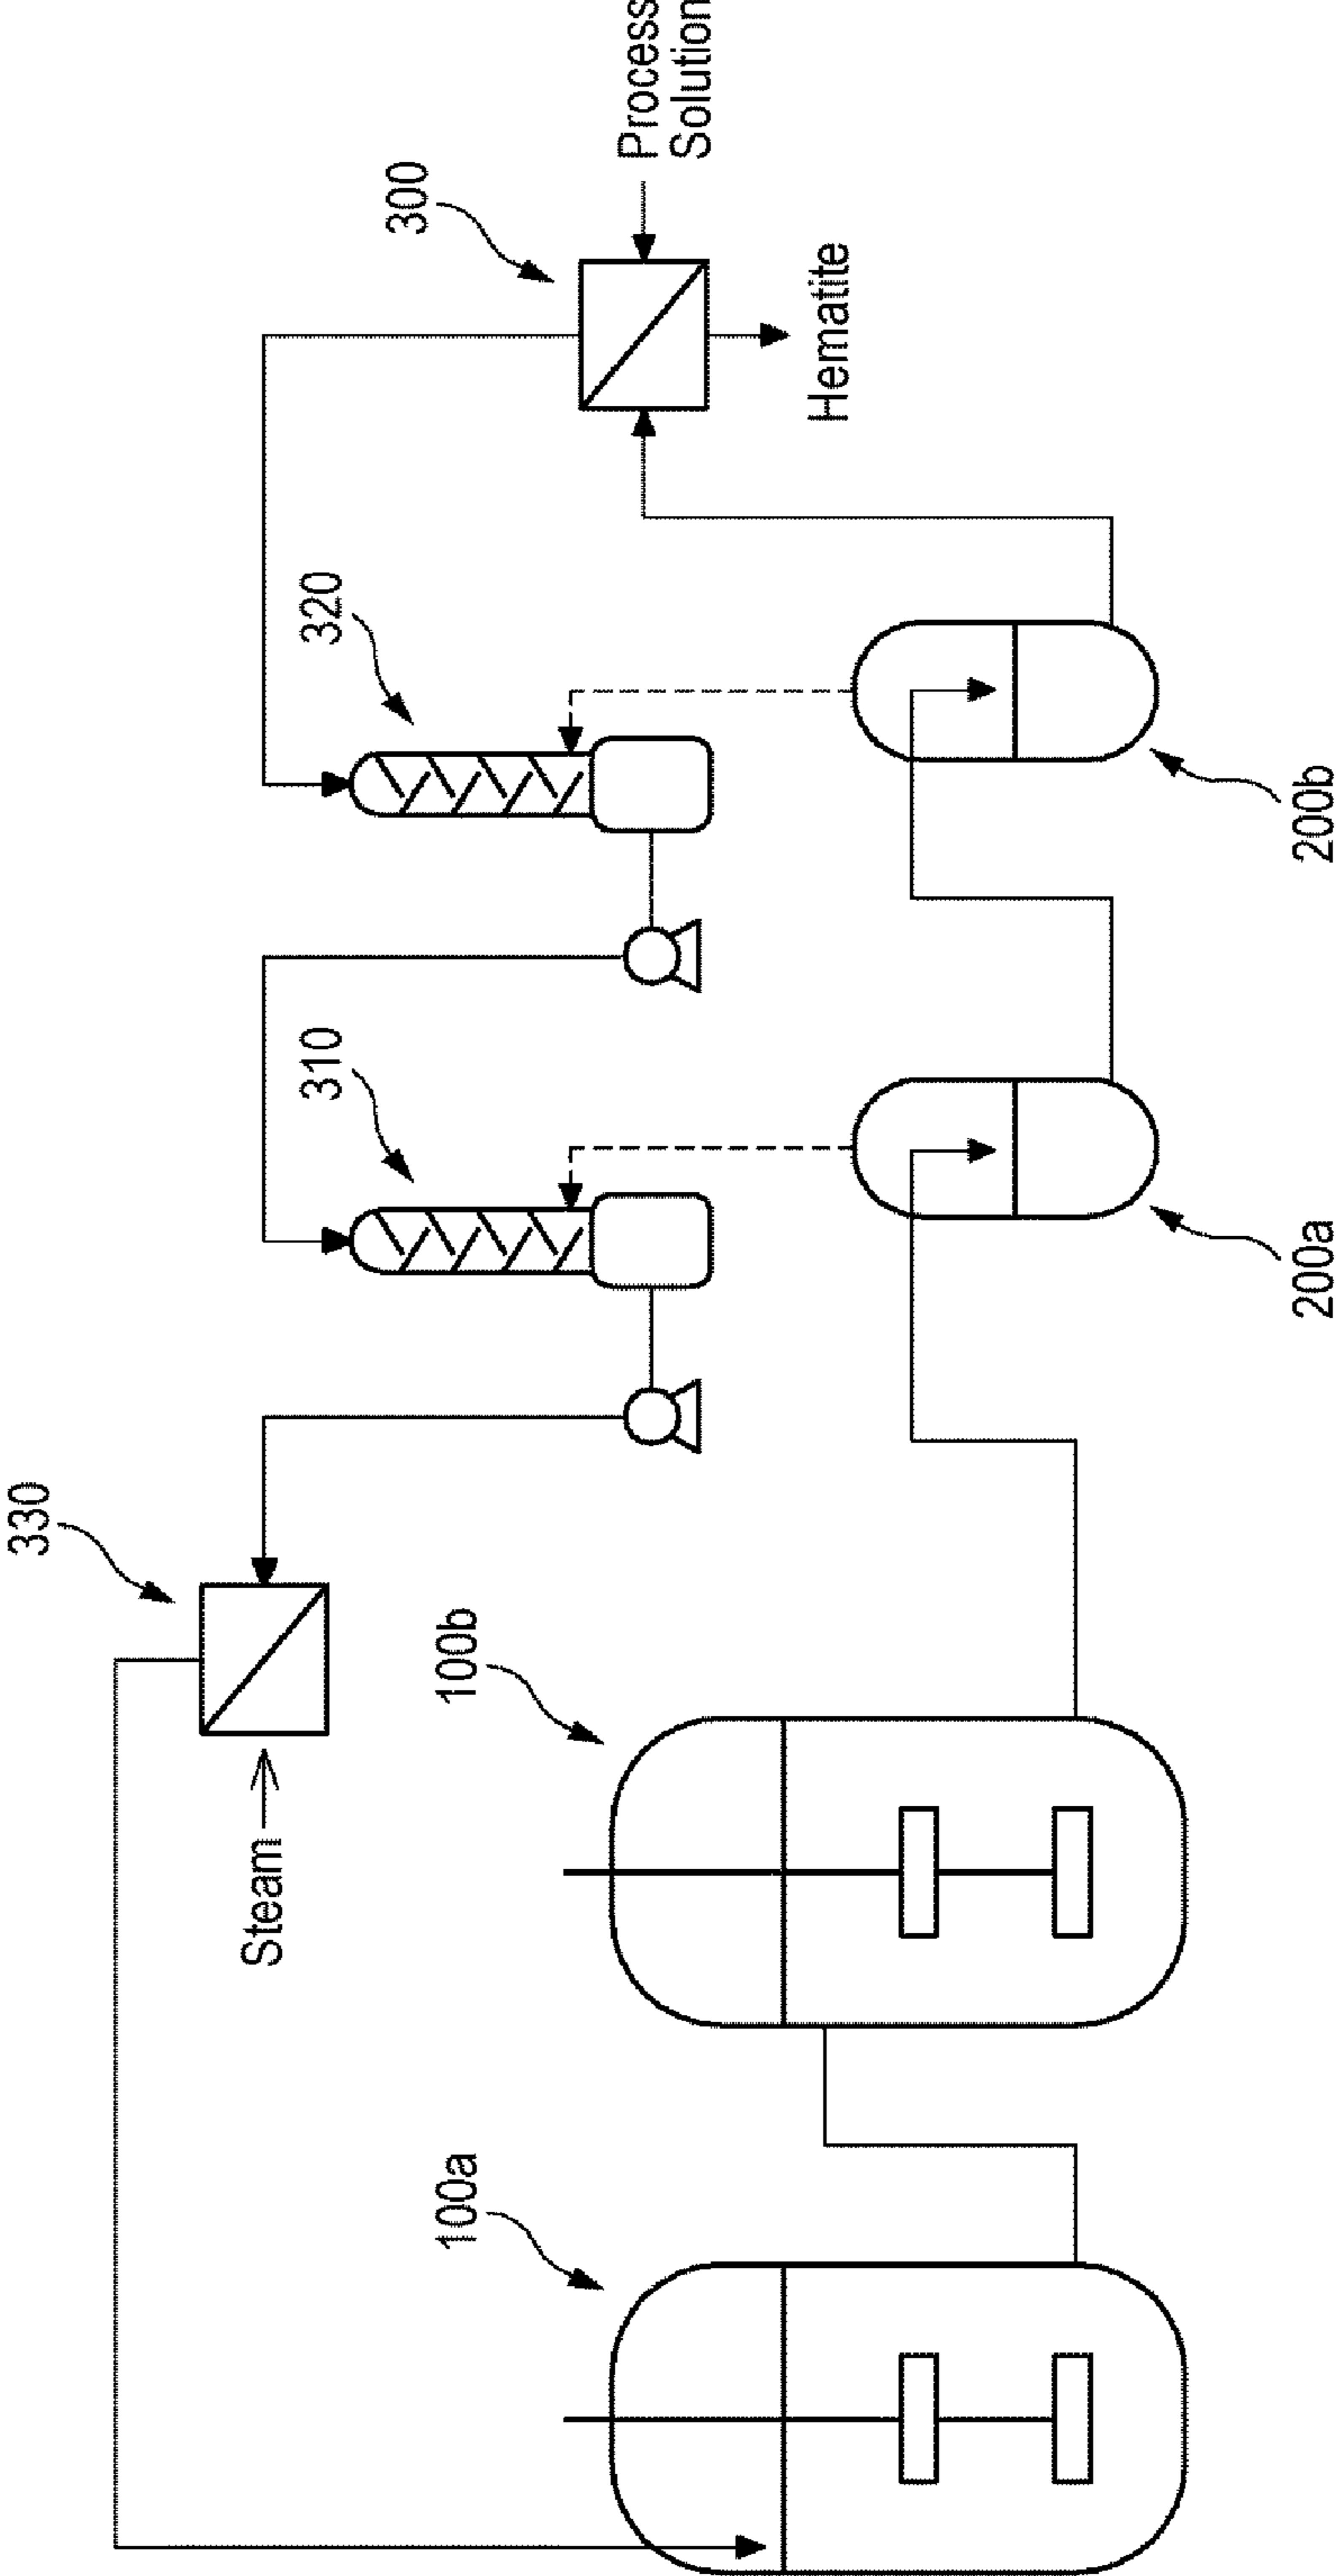 330
Steam
310
320
300
Process
Solution
Hematite
100a
100b
200a
200b